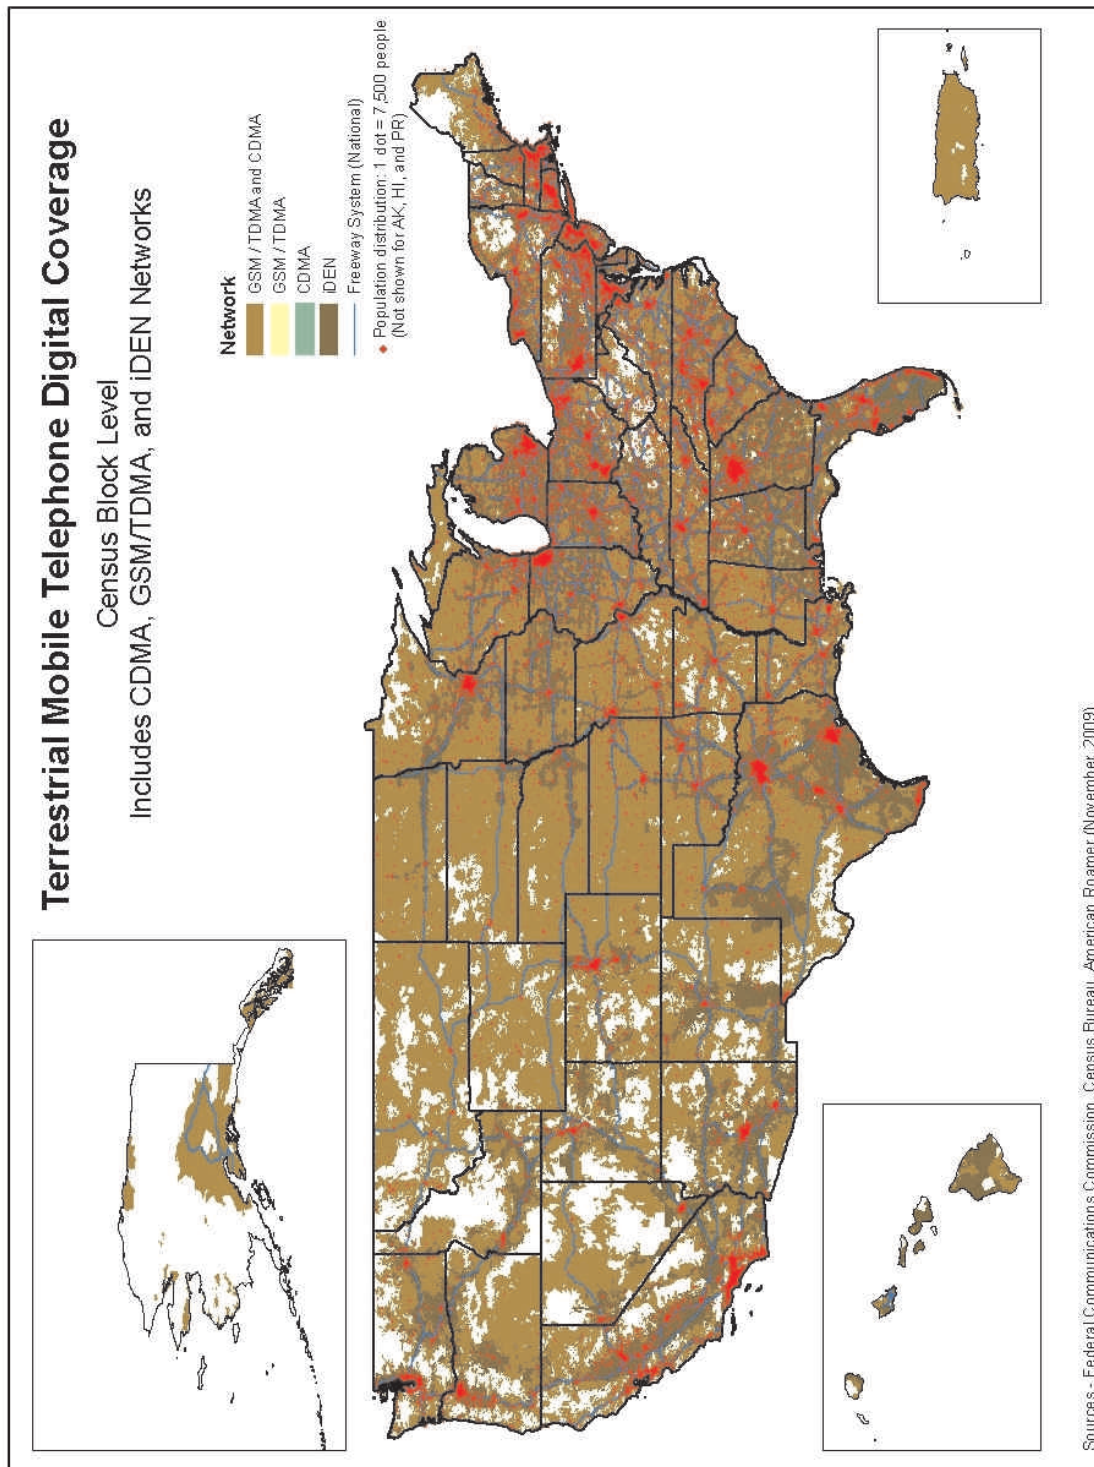 Terrestrial Mobile Telephone Digital Coverage
Census Block Level
Includes CDMA, GSM/TDMA, and iDEN Networks
Network
GSM / TDMA and CDMA
GSM / TDMA
CDMA
iDEN
Freeway System (National)
Population distribution: 1 dot = 7,500 people
(Not shown for AK, HI, and PR)
Sources:- Federal Communications Commission, Census Bureau, American Roamer (November, 2009)